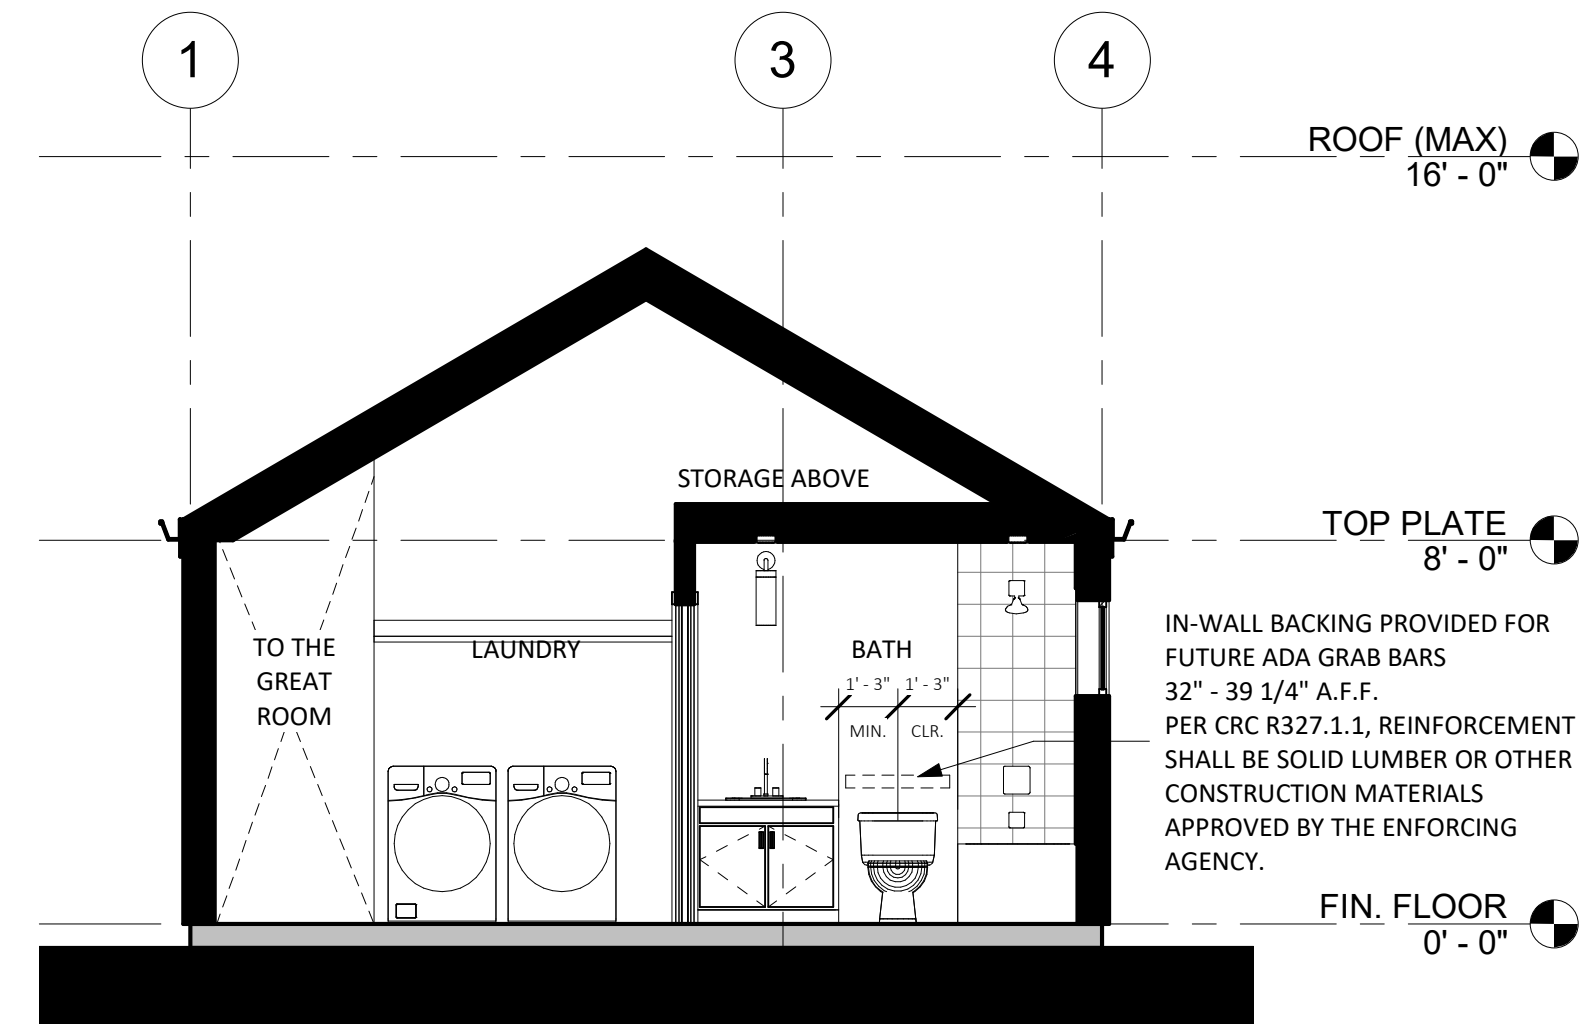 1
3
4
ROOF (MAX)
16' - 0"
STORAGE ABOVE
TOP PLATE
8' - 0"
TO THE
GREAT
ROOM
LAUNDRY
BATH
1' - 3" 1' - 3"
MIN. CLR.
IN-WALL BACKING PROVIDED FOR
FUTURE ADA GRAB BARS
32" - 39 1/4" A.F.F.
PER CRC R327.1.1, REINFORCEMENT
SHALL BE SOLID LUMBER OR OTHER
CONSTRUCTION MATERIALS
APPROVED BY THE ENFORCING
AGENCY.
FIN. FLOOR
0' - 0"